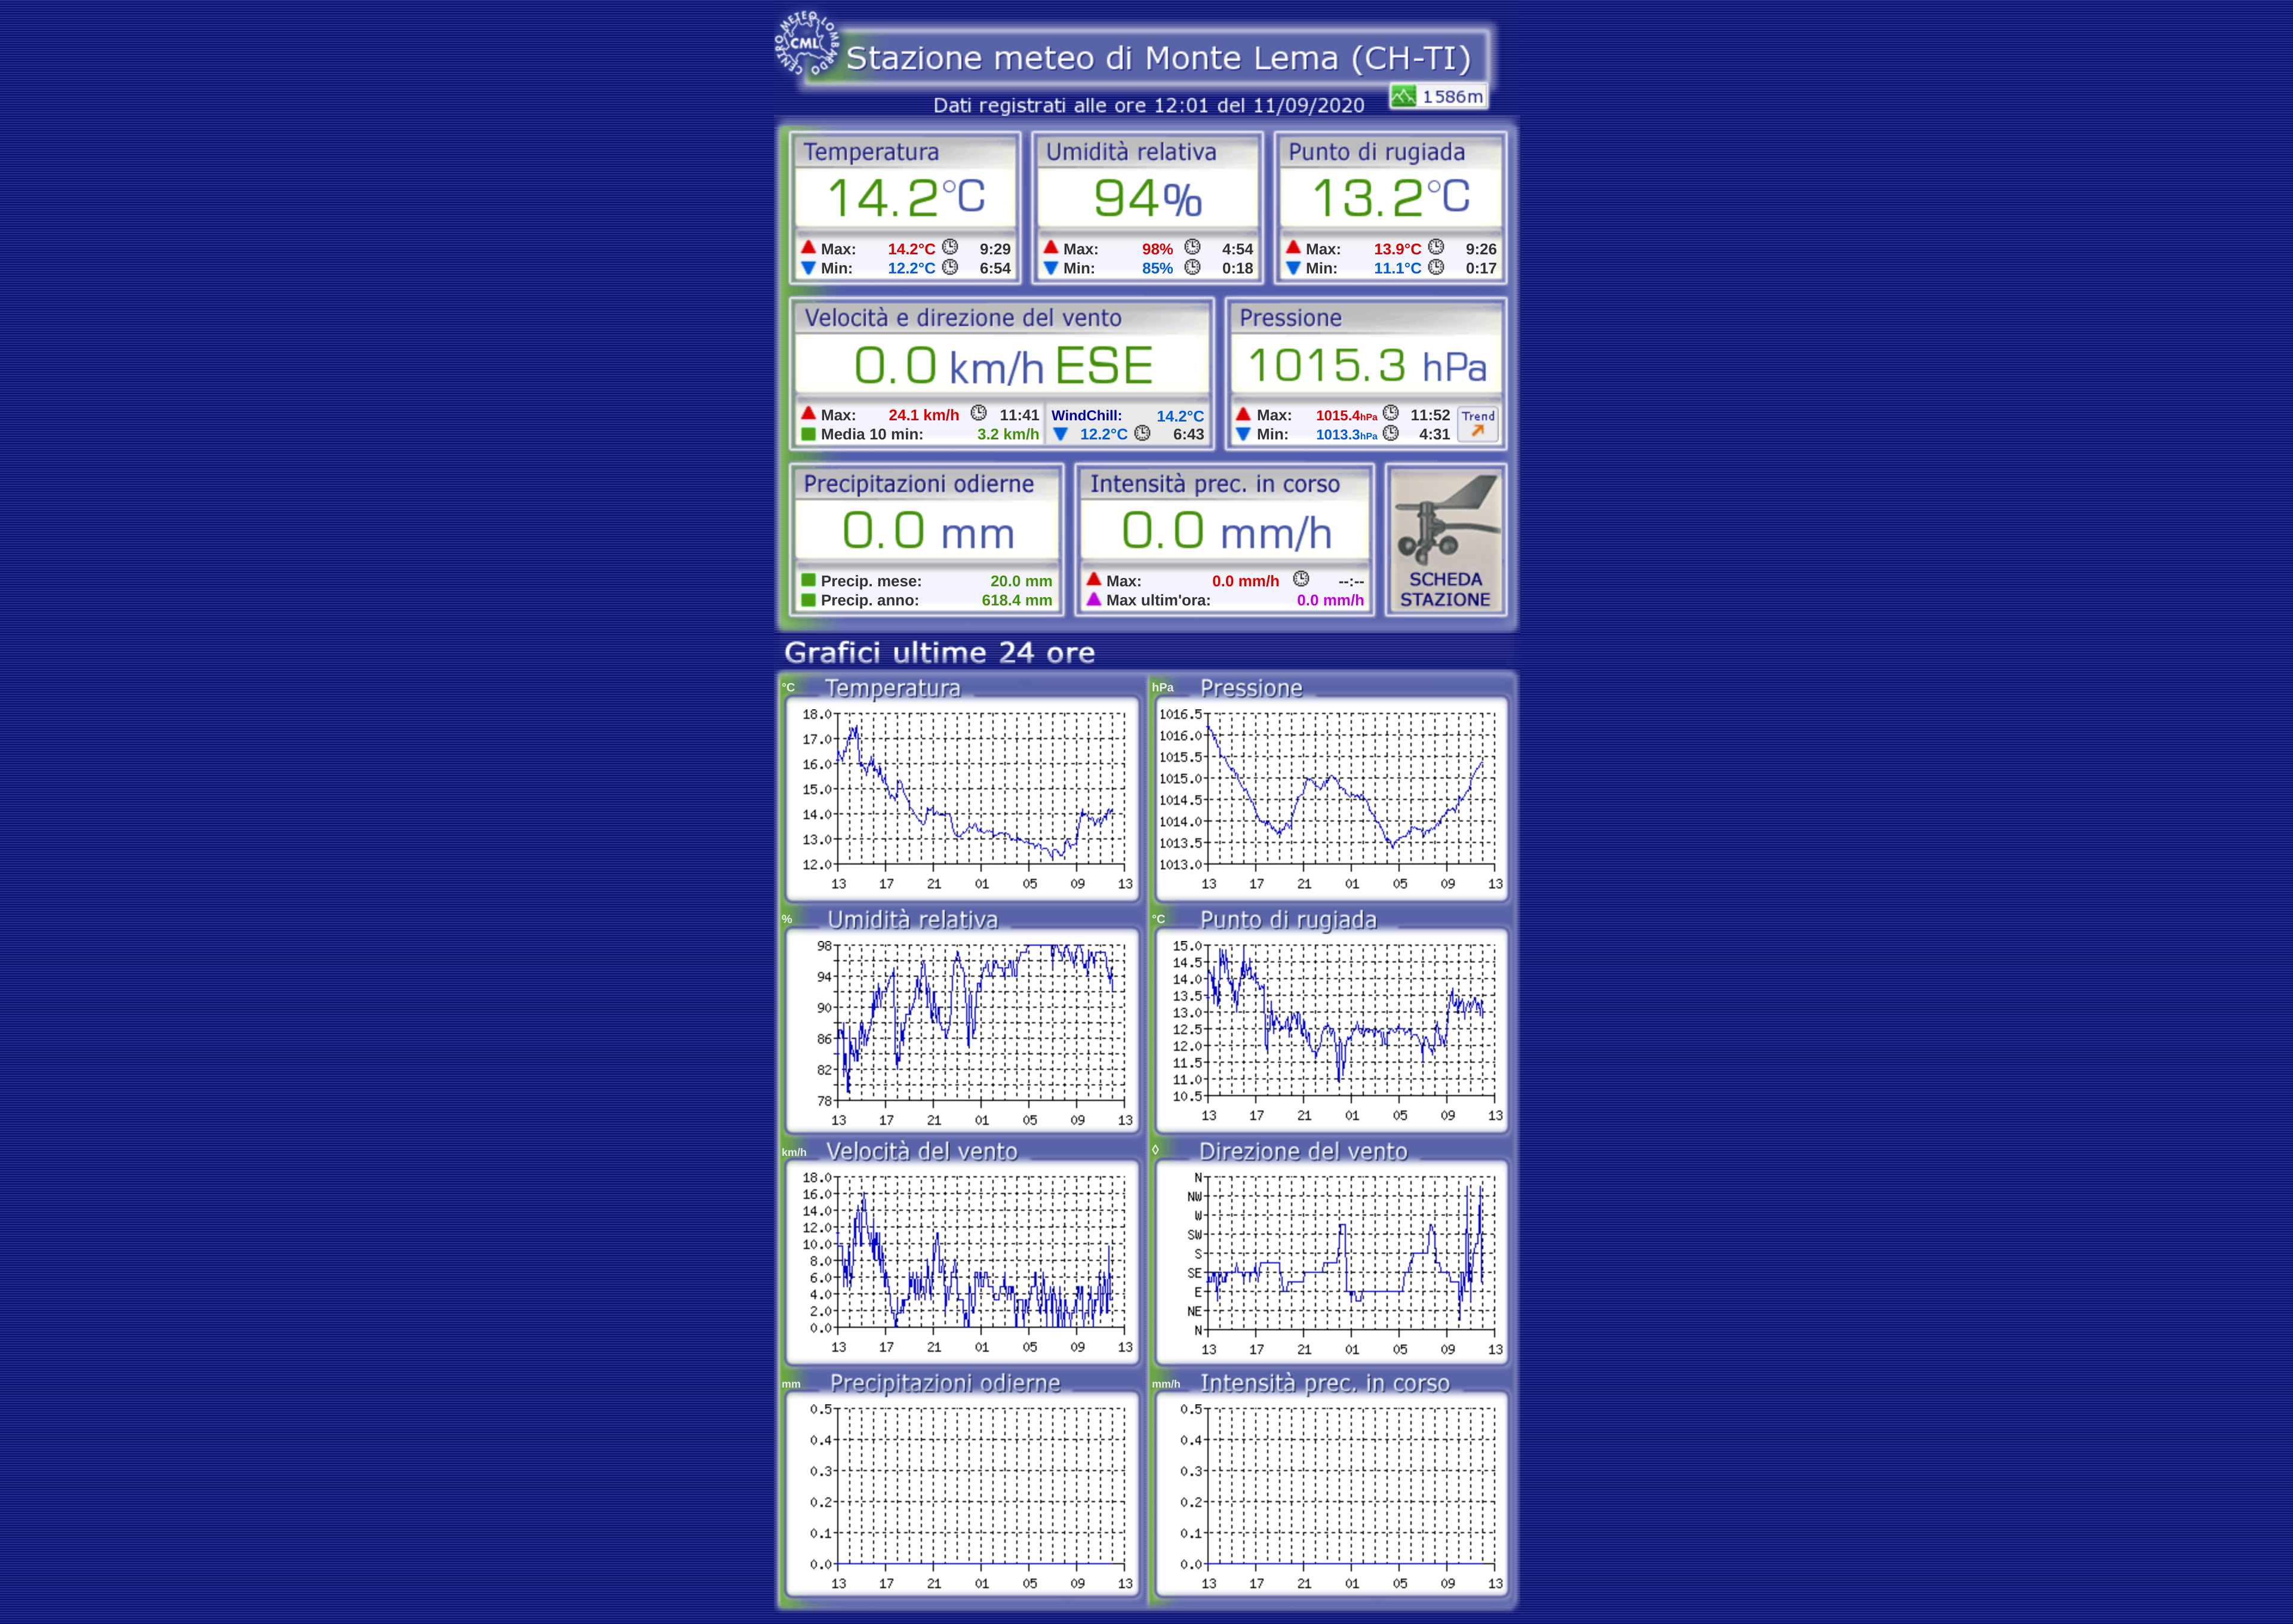 CENTRO METEO LOMBARDO
CML
Stazione meteo di Monte Lema (CH-TI)
1586m
Dati registrati alle ore 12:01 del 11/09/2020
Temperatura
14.2°C
Max: 14.2°C 9:29
Min: 12.2°C 6:54
Umidità relativa
94%
Max: 98% 4:54
Min: 85% 0:18
Punto di rugiada
13.2°C
Max: 13.9°C 9:26
Min: 11.1°C 0:17
Velocità e direzione del vento
0.0 km/h ESE
Max: 24.1 km/h 11:41
Media 10 min: 3.2 km/h
WindChill: 14.2°C
12.2°C 6:43
Pressione
1015.3 hPa
Max: 1015.4hPa 11:52
Min: 1013.3hPa 4:31
Trend
Precipitazioni odierne
0.0 mm
Precip. mese: 20.0 mm
Precip. anno: 618.4 mm
Intensità prec. in corso
0.0 mm/h
Max: 0.0 mm/h --:--
Max ultim'ora: 0.0 mm/h
SCHEDA
STAZIONE
Grafici ultime 24 ore
°C Temperatura
18.0
17.0
16.0
15.0
14.0
13.0
12.0
13 17 21 01 05 09 13
hPa Pressione
1016.5
1016.0
1015.5
1015.0
1014.5
1014.0
1013.5
1013.0
13 17 21 01 05 09 13
% Umidità relativa
98
94
90
86
82
78
13 17 21 01 05 09 13
°C Punto di rugiada
15.0
14.5
14.0
13.5
13.0
12.5
12.0
11.5
11.0
10.5
13 17 21 01 05 09 13
km/h Velocità del vento
18.0
16.0
14.0
12.0
10.0
8.0
6.0
4.0
2.0
0.0
13 17 21 01 05 09 13
◊ Direzione del vento
N
NW
W
SW
S
SE
E
NE
N
13 17 21 01 05 09 13
mm Precipitazioni odierne
0.5
0.4
0.3
0.2
0.1
0.0
13 17 21 01 05 09 13
mm/h Intensità prec. in corso
0.5
0.4
0.3
0.2
0.1
0.0
13 17 21 01 05 09 13